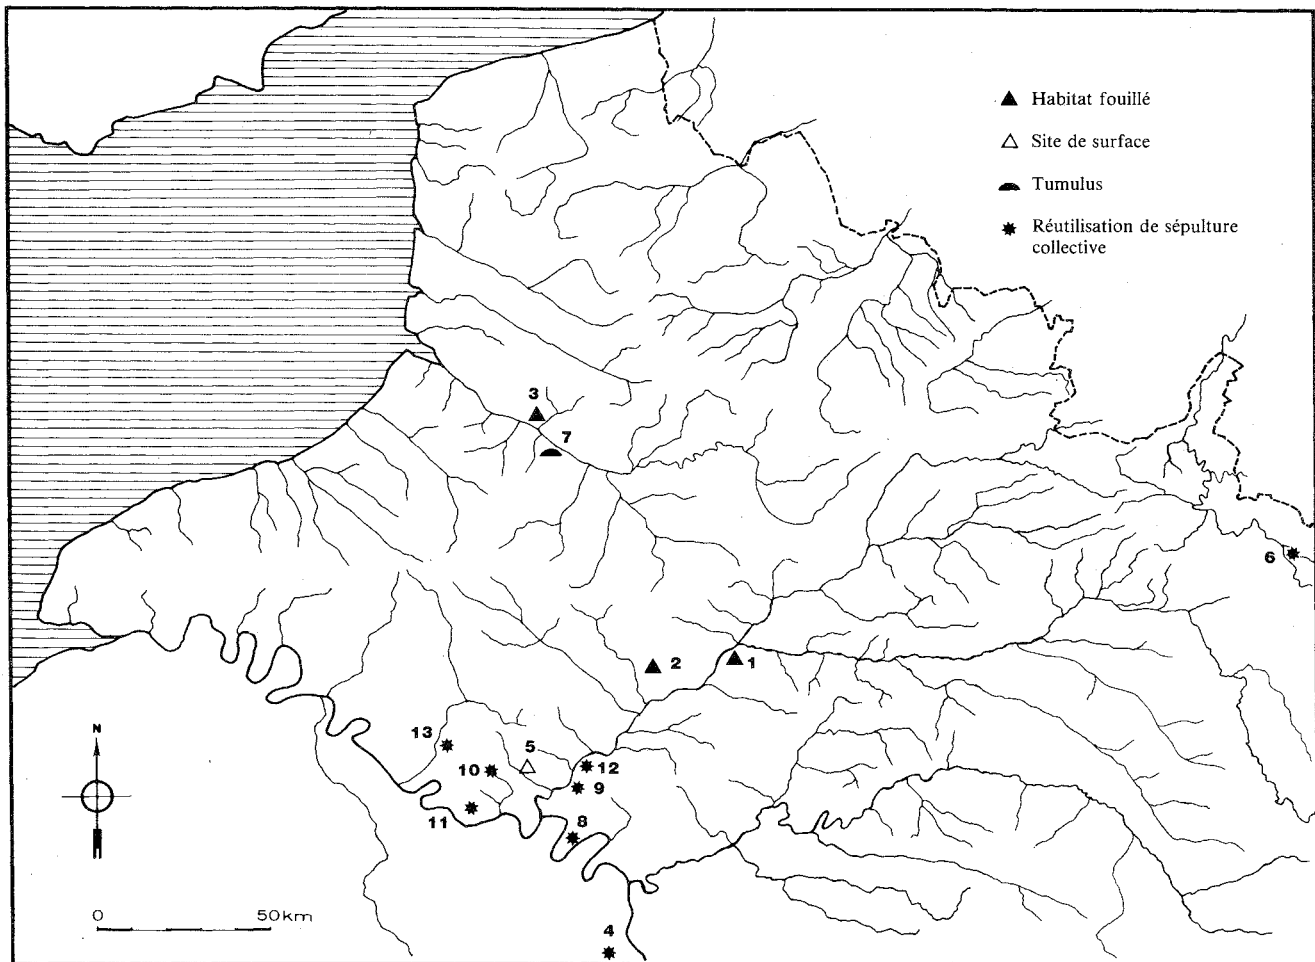 Habitat fouillé
Site de surface
Tumulus
Réutilisation de sépulture
collective
3
7
6
2
1
13
5
10
12
9
11
8
4
N
0 50km